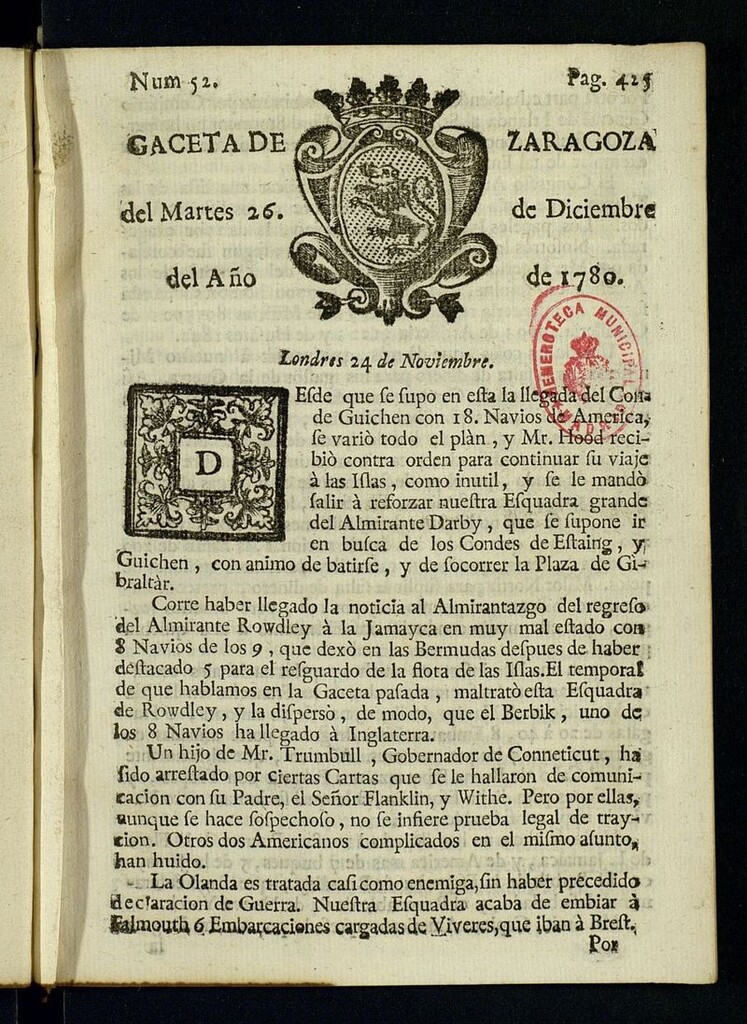 Num 52.
Pag. 425
GACETA DE ZARAGOZA
del Martes 26. de Diciembre
del Año de 1780.
HEMEROTECA MUNICIPAL
MADRID
Londres 24 de Noviembre.
DEſde que se ſupo en eſta la llegada del Con-
de Guichen con 18. Navios de America,
ſe variò todo el plàn, y Mr. Hood reci-
biò contra orden para continuar ſu viaje
à las Iſlas, como inutil, y se le mandò
ſalir à reforzar nueſtra Eſquadra grande
del Almirante Darby, que ſe ſupone ir
en buſca de los Condes de Eſtaing, y
Guichen, con animo de batirſe, y de ſocorrer la Plaza de Gi-
braltàr.
Corre haber llegado la noticia al Almirantazgo del regreſo
del Almirante Rowdley à la Jamayca en muy mal eſtado con
8 Navios de los 9, que dexò en las Bermudas deſpues de haber
deſtacado 5 para el reſguardo de la flota de las Iſlas. El temporal
de que hablamos en la Gaceta paſada, maltratò eſta Eſquadra
de Rowdley, y la diſpersò, de modo, que el Berbik, uno de
los 8 Navios ha llegado à Inglaterra.
Un hijo de Mr. Trumbull, Gobernador de Conneticut, ha
ſido arreſtado por ciertas Cartas que ſe le hallaron de comuni-
cacion con ſu Padre, el Señor Flanklin, y Withe. Pero por ellas,
aunque se hace ſoſpechoſo, no se infiere prueba legal de tray-
cion. Otros dos Americanos complicados en el miſmo aſunto,
han huido.
La Olanda es tratada caſi como enemiga, ſin haber precedido
declaracion de Guerra. Nueſtra Eſquadra acaba de embiar à
Falmouth 6 Embarcaciones cargadas de Viveres, que iban à Breſt.
Por